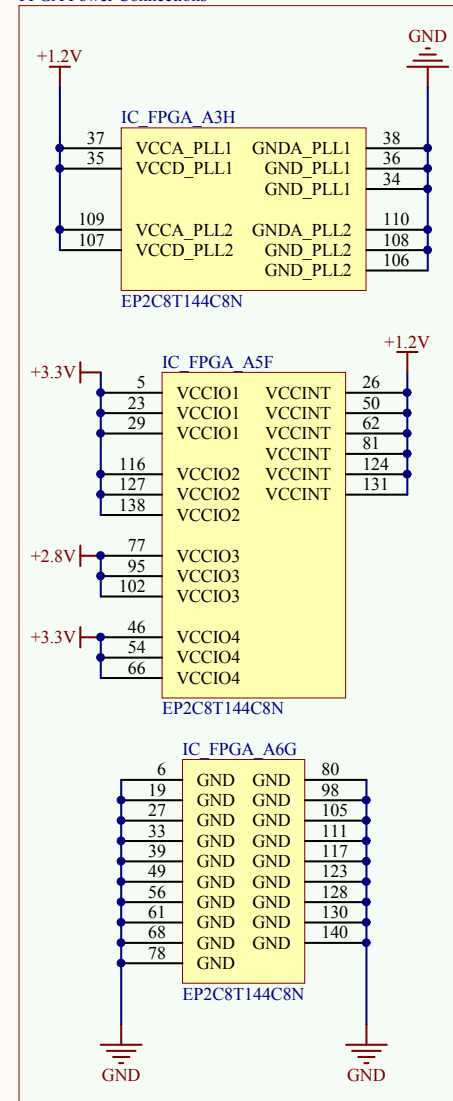 FPGA Power Connections
+1.2V GND
IC_FPGA_A3H
37 VCCA_PLL1 GNDA_PLL1 38
35 VCCD_PLL1 GND_PLL1 36
GND_PLL1 34
109 VCCA_PLL2 GNDA_PLL2 110
107 VCCD_PLL2 GND_PLL2 108
GND_PLL2 106
EP2C8T144C8N
+1.2V
IC_FPGA_A5F
+3.3V
5 VCCIO1 VCCINT 26
23 VCCIO1 VCCINT 50
29 VCCIO1 VCCINT 62
VCCINT 81
116 VCCIO2 VCCINT 124
127 VCCIO2 VCCINT 131
138 VCCIO2
+2.8V 77 VCCIO3
95 VCCIO3
102 VCCIO3
+3.3V 46 VCCIO4
54 VCCIO4
66 VCCIO4
EP2C8T144C8N
IC_FPGA_A6G
6 GND GND 80
19 GND GND 98
27 GND GND 105
33 GND GND 111
39 GND GND 117
49 GND GND 123
56 GND GND 128
61 GND GND 130
68 GND GND 140
78 GND
EP2C8T144C8N
GND GND